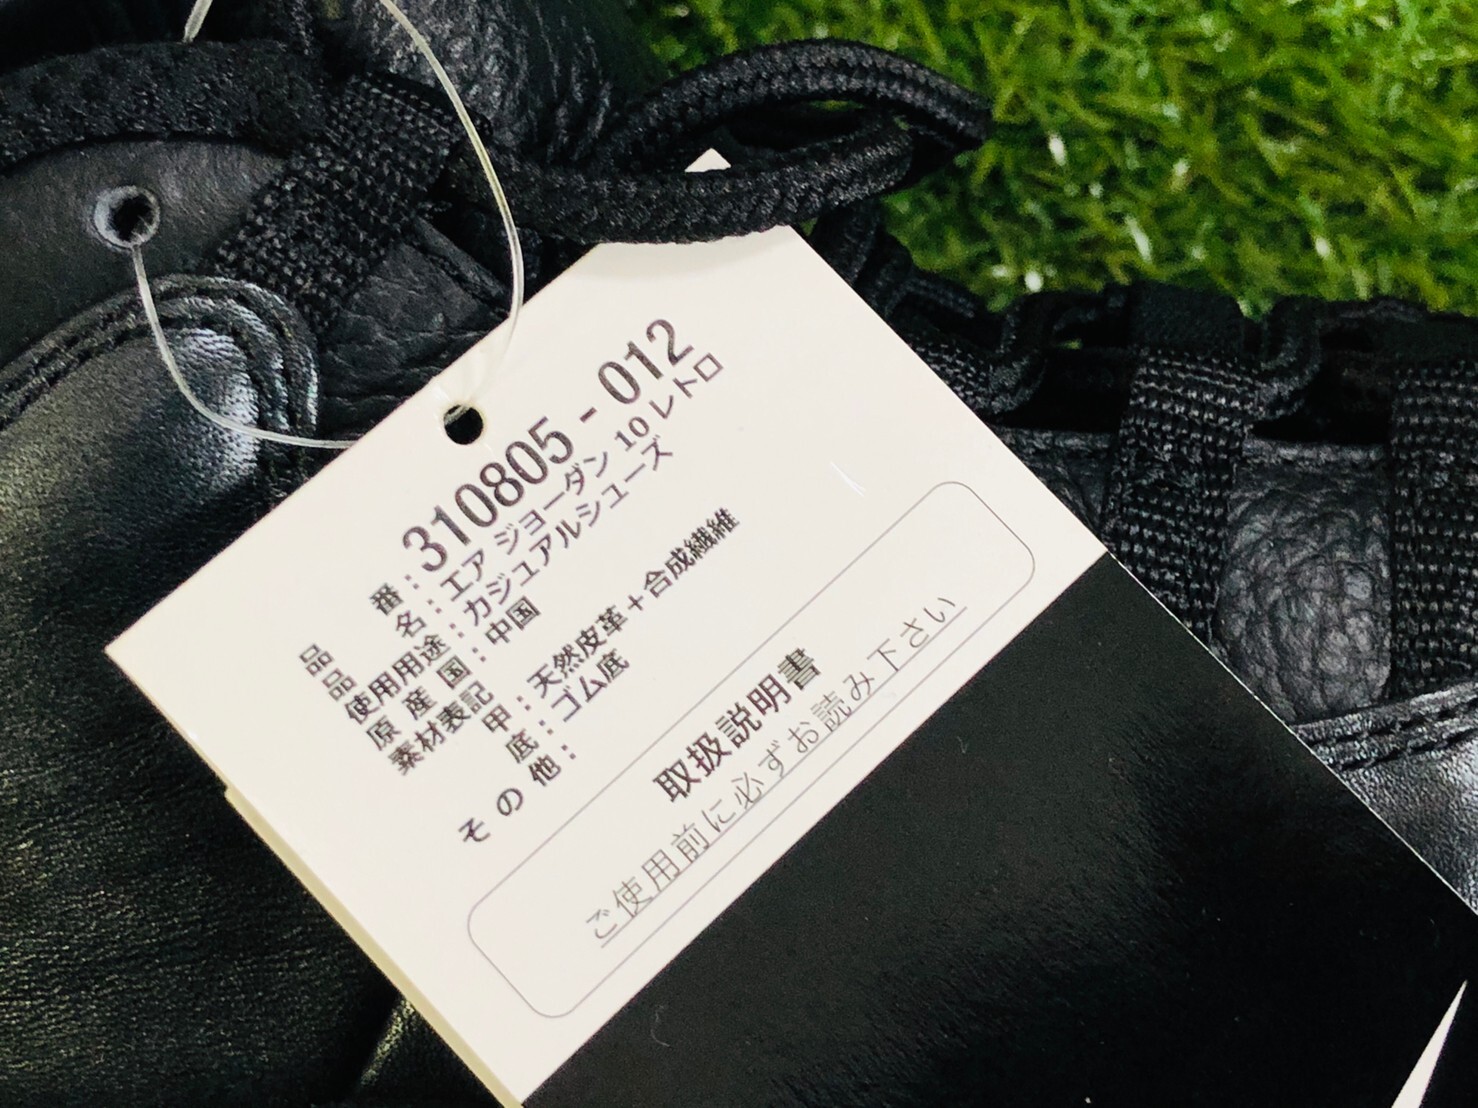 品 番 : 310805 - 012
品 名 : エア ジョーダン 10 レトロ
使用用途 : カジュアルシューズ
原 産 国 : 中国
素材表記
甲 : 天然皮革 + 合成繊維
底 : ゴム底
そ の 他 :
取扱説明書
ご使用前に必ずお読み下さい